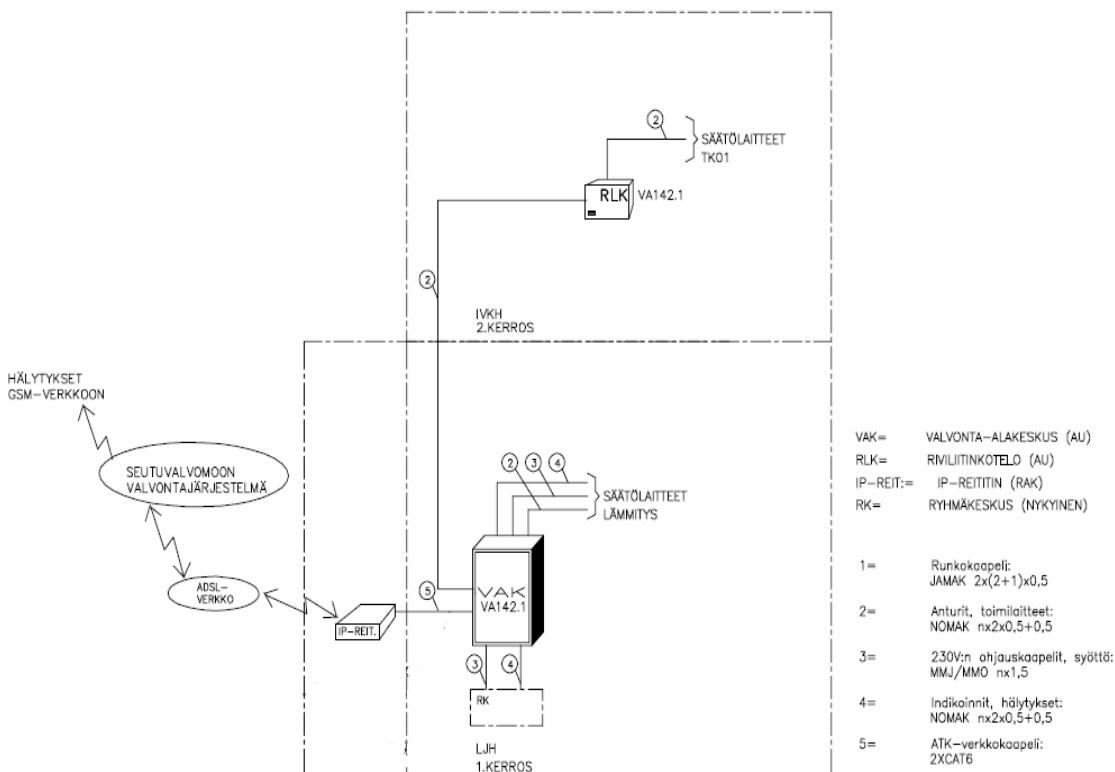 2
SÄÄTÖLAITTEET
TK01
RLK
VA142.1
2
IVKH
2.KERROS
HÄLYTYKSET
GSM-VERKKOON
SEUTUVALVOMOON
VALVONTAJÄRJESTELMÄ
ADSL-
VERKKO
IP-REIT.
5
2 3 4
SÄÄTÖLAITTEET
LÄMMITYS
VAK
VA142.1
3 4
RK
LJH
1.KERROS
VAK= VALVONTA-ALAKESKUS (AU)
RLK= RIVILIITINKOTELO (AU)
IP-REIT:= IP-REITITIN (RAK)
RK= RYHMÄKESKUS (NYKYINEN)
1= Runkokaapeli:
JAMAK 2x(2+1)x0,5
2= Anturit, toimilaitteet:
NOMAK nx2x0,5+0,5
3= 230V:n ohjauskaapelit, syöttö:
MMJ/MMO nx1,5
4= Indikoinnit, hälytykset:
NOMAK nx2x0,5+0,5
5= ATK-verkkokaapeli:
2XCAT6